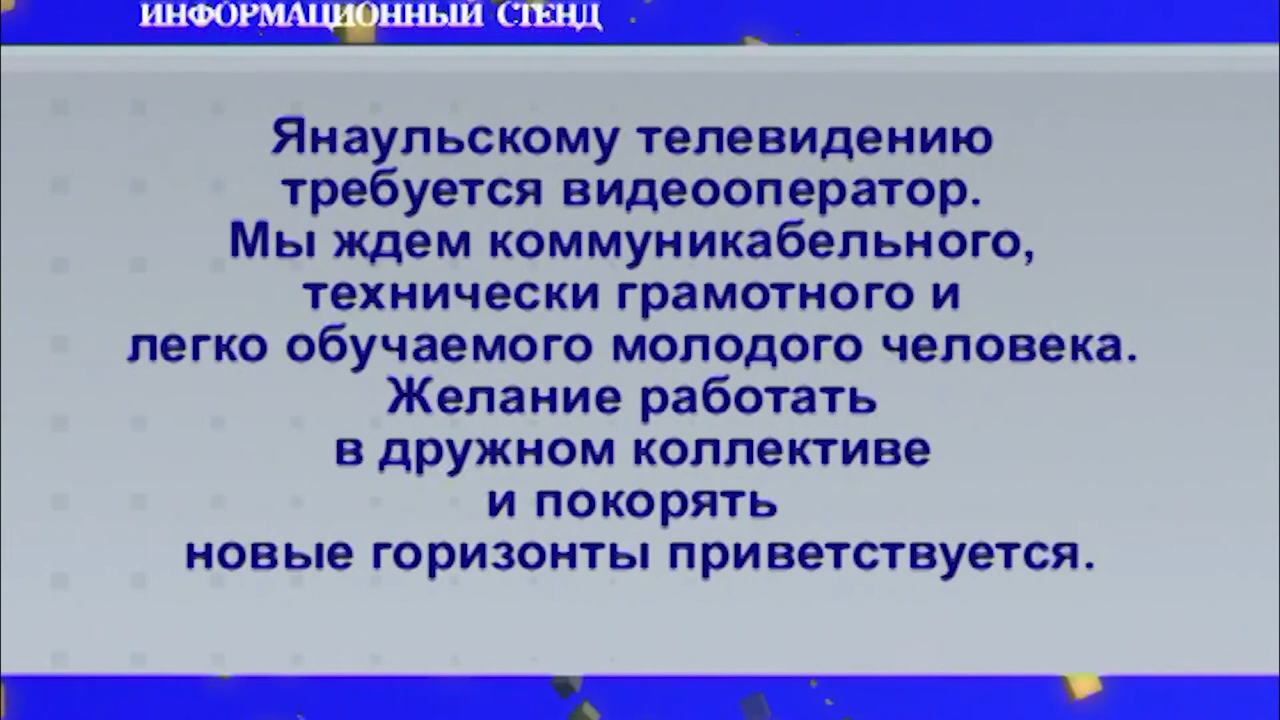 ИНФОРМАЦИОННЫЙ СТЕНД
Янаульскому телевидению
требуется видеооператор.
Мы ждем коммуникабельного,
технически грамотного и
легко обучаемого молодого человека.
Желание работать
в дружном коллективе
и покорять
новые горизонты приветствуется.